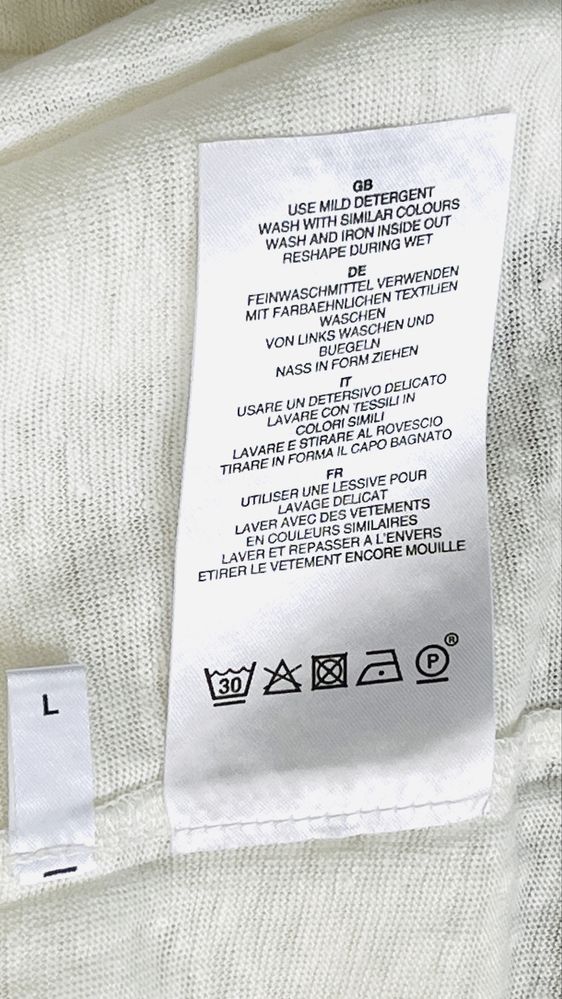 GB
USE MILD DETERGENT
WASH WITH SIMILAR COLOURS
WASH AND IRON INSIDE OUT
RESHAPE DURING WET
DE
FEINWASCHMITTEL VERWENDEN
MIT FARBAEHNLICHEN TEXTILIEN
WASCHEN
VON LINKS WASCHEN UND
BUEGELN
NASS IN FORM ZIEHEN
IT
USARE UN DETERSIVO DELICATO
LAVARE CON TESSILI IN
COLORI SIMILI
LAVARE E STIRARE AL ROVESCIO
TIRARE IN FORMA IL CAPO BAGNATO
FR
UTILISER UNE LESSIVE POUR
LAVAGE DELICAT
LAVER AVEC DES VETEMENTS
EN COULEURS SIMILAIRES
LAVER ET REPASSER A L'ENVERS
ETIRER LE VETEMENT ENCORE MOUILLE
30 P ®
L